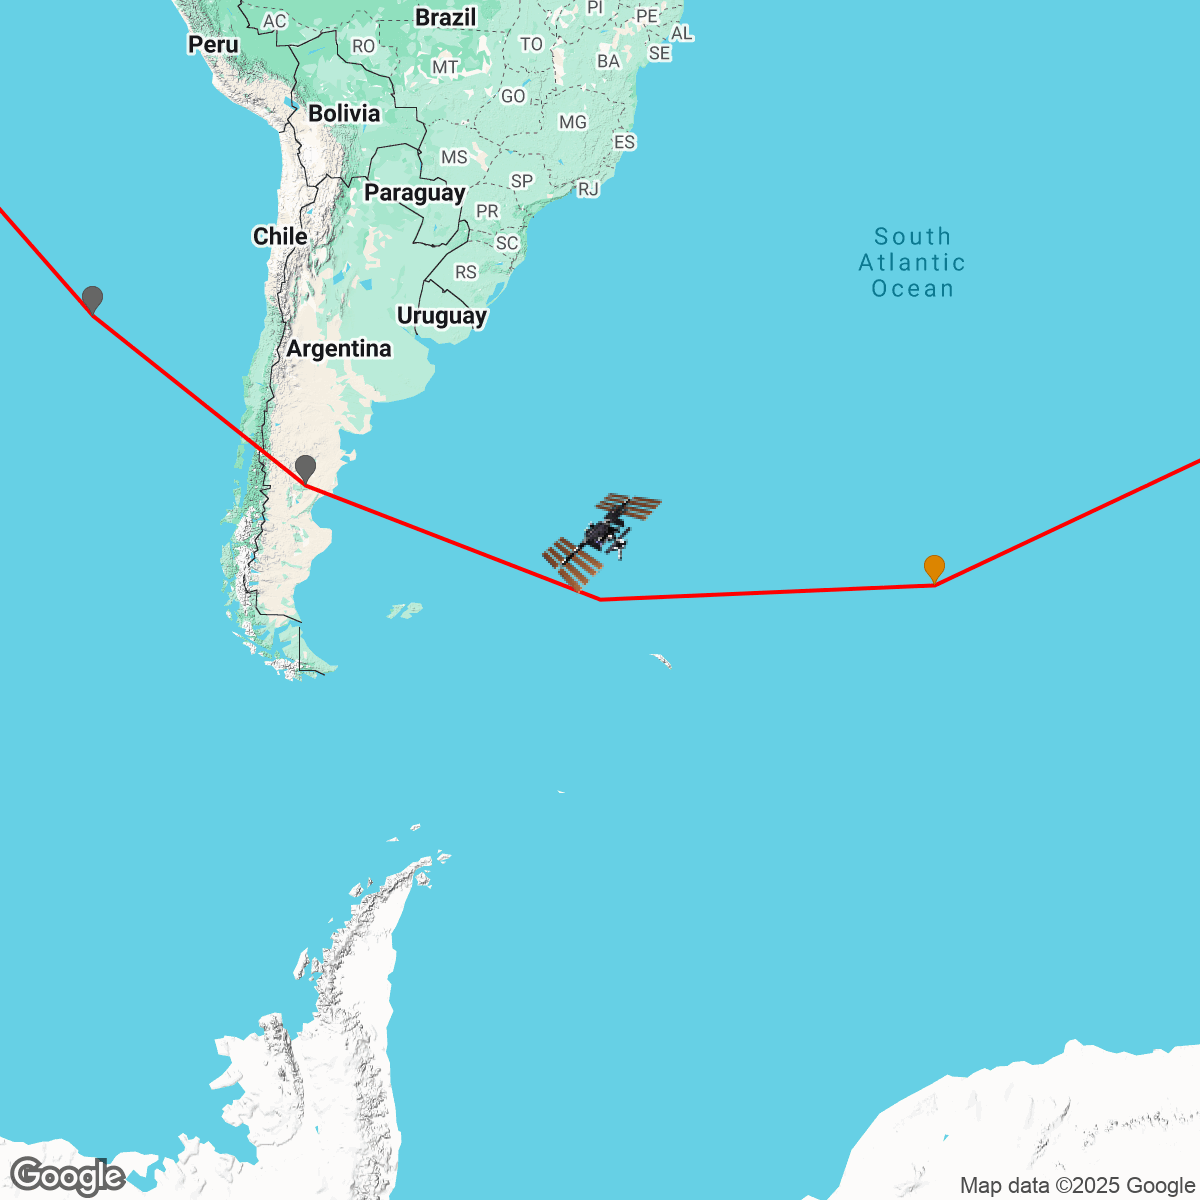 PI
Brazil
PE
AC
AL
Peru
RO
TO
SE
MT
BA
GO
Bolivia
MG
ES
MS
SP
Paraguay
RJ
PR
Chile
SC
South
Atlantic
Ocean
RS
Uruguay
Argentina
Google
Map data ©2025 Google